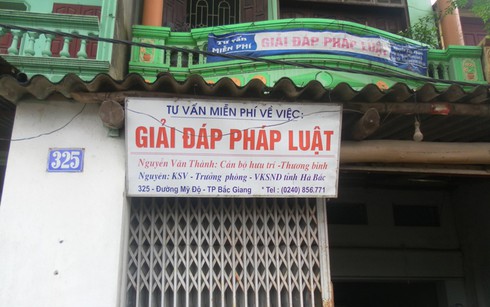 TƯ VẤN
MIỄN PHÍ
GIẢI ĐÁP PHÁP LUẬT
TƯ VẤN MIỄN PHÍ VỀ VIỆC:
GIẢI ĐÁP PHÁP LUẬT
Nguyễn Văn Thành: Cán bộ hưu trí -Thương binh
Nguyên: KSV - Trưởng phòng - VKSND tỉnh Hà Bắc
325 - Đường Mỹ Độ - TP Bắc Giang * Tel : (0240) 856.771
325